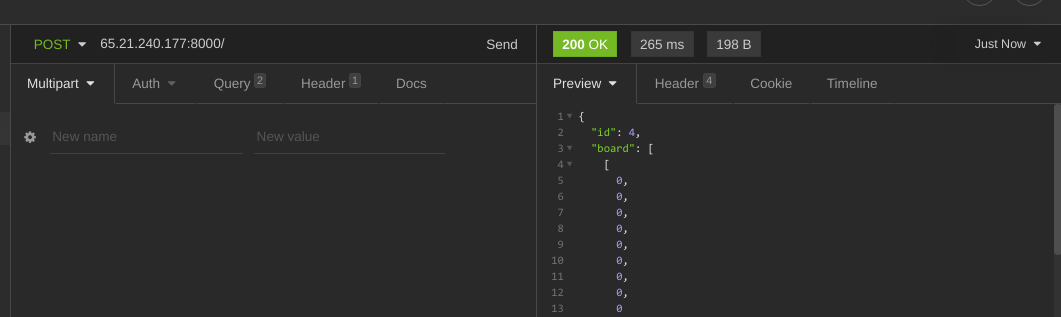 POST 65.21.240.177:8000/ Send 200 OK 265 ms 198 B Just Now
Multipart Auth Query 2 Header 1 Docs Preview Header 4 Cookie Timeline
New name New value
1 {
2 "id": 4,
3 "board": [
4 [
5 0,
6 0,
7 0,
8 0,
9 0,
10 0,
11 0,
12 0,
13 0